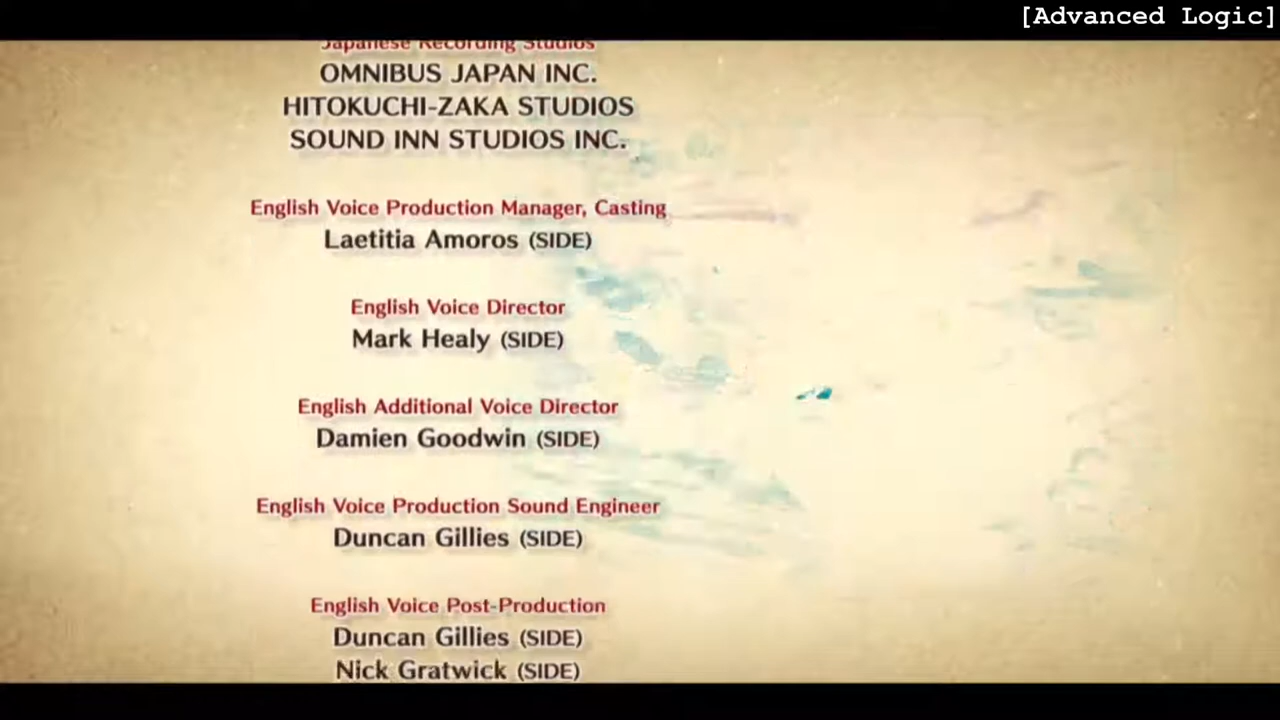 [Advanced Logic]
Japanese Recording Studios
OMNIBUS JAPAN INC.
HITOKUCHI-ZAKA STUDIOS
SOUND INN STUDIOS INC.
English Voice Production Manager, Casting
Laetitia Amoros (SIDE)
English Voice Director
Mark Healy (SIDE)
English Additional Voice Director
Damien Goodwin (SIDE)
English Voice Production Sound Engineer
Duncan Gillies (SIDE)
English Voice Post-Production
Duncan Gillies (SIDE)
Nick Gratwick (SIDE)